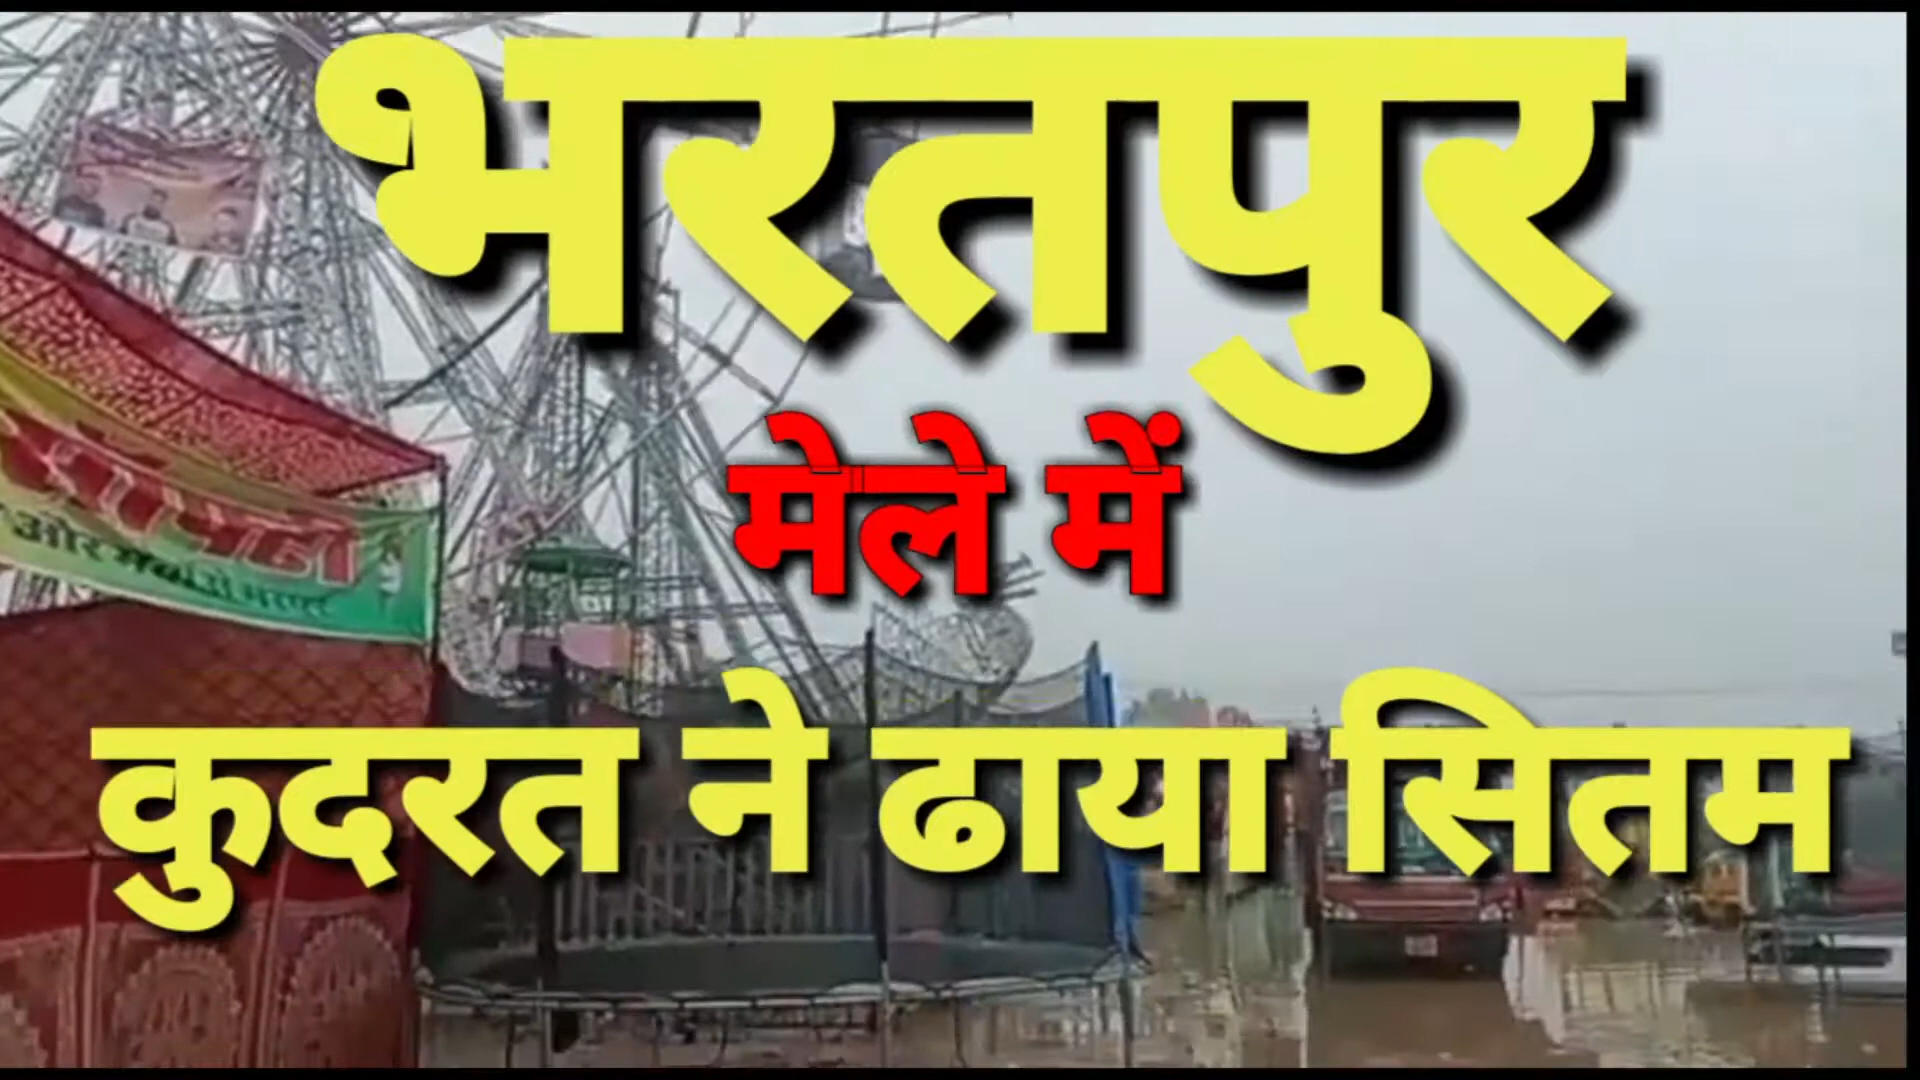 भरतपुर
मेले में
कुदरत ने ढाया सितम